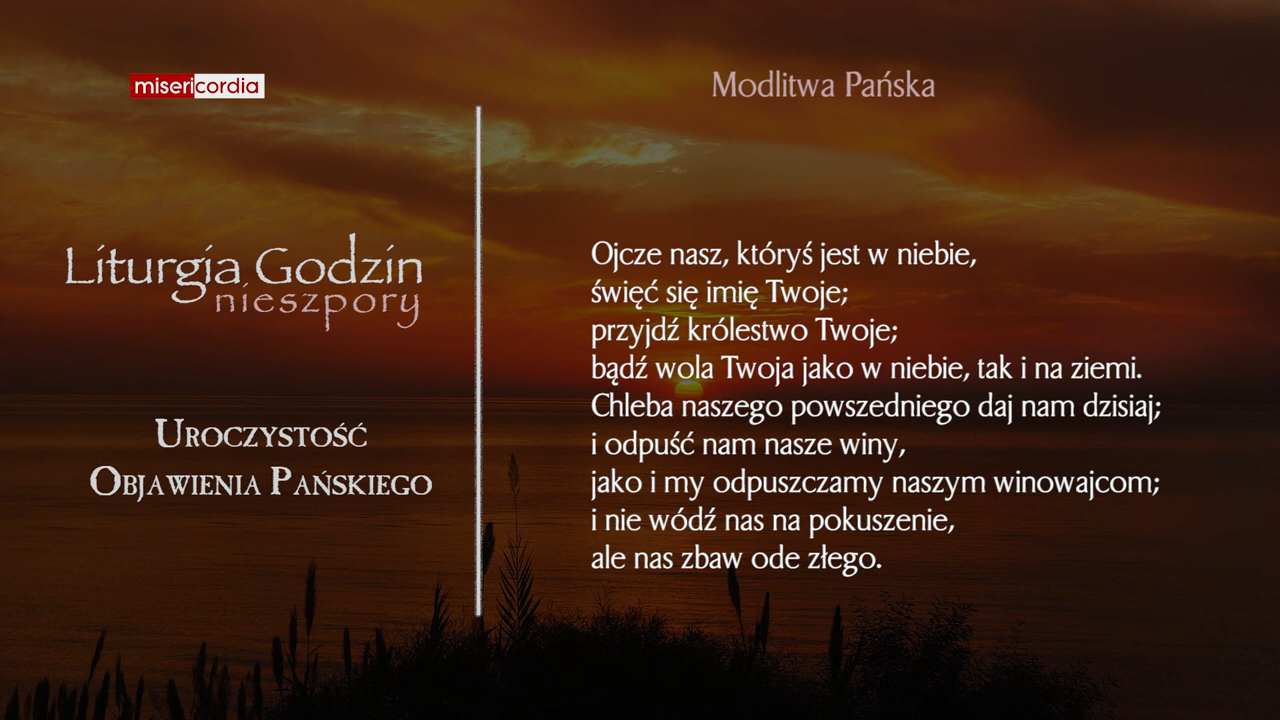 misericordia
Liturgia Godzin
nieszpory
Uroczystość
Objawienia Pańskiego
Modlitwa Pańska
Ojcze nasz, któryś jest w niebie,
święć się imię Twoje;
przyjdź królestwo Twoje;
bądź wola Twoja jako w niebie, tak i na ziemi.
Chleba naszego powszedniego daj nam dzisiaj;
i odpuść nam nasze winy,
jako i my odpuszczamy naszym winowajcom;
i nie wódź nas na pokuszenie,
ale nas zbaw ode złego.